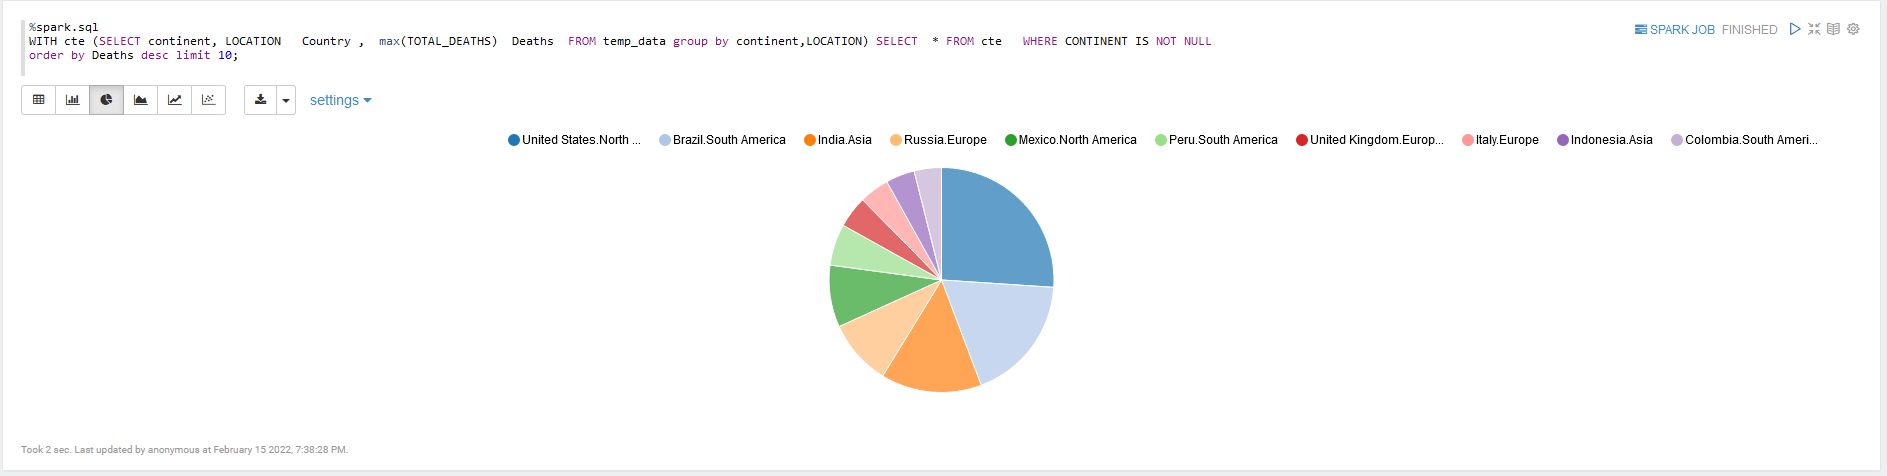 %spark.sql
WITH cte (SELECT continent, LOCATION   Country ,  max(TOTAL_DEATHS)  Deaths  FROM temp_data group by continent,LOCATION) SELECT  * FROM cte   WHERE CONTINENT IS NOT NULL
order by Deaths desc limit 10;
SPARK JOB FINISHED
settings
United States.North ... Brazil.South America India.Asia Russia.Europe Mexico.North America Peru.South America United Kingdom.Europ... Italy.Europe Indonesia.Asia Colombia.South Ameri...
Took 2 sec. Last updated by anonymous at February 15 2022, 7:38:28 PM.